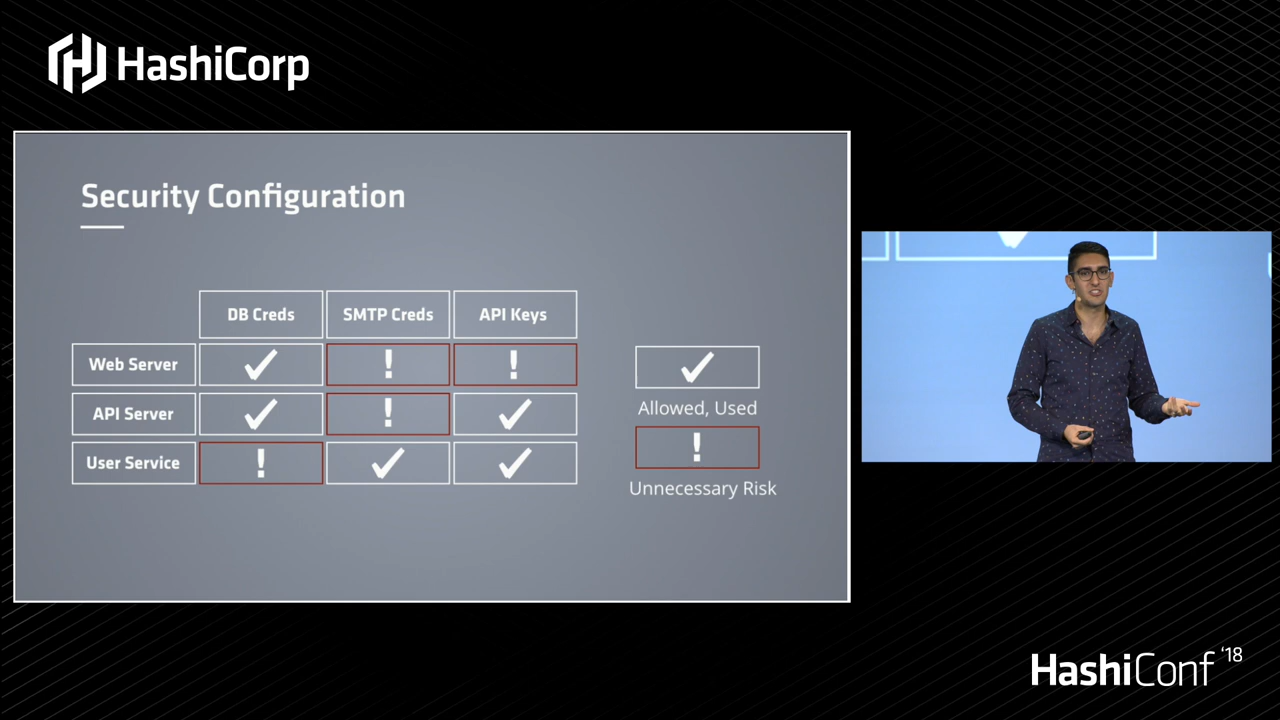 HashiCorp
Security Configuration
DB Creds SMTP Creds API Keys
Web Server ✓ ! !
API Server ✓ ! ✓
User Service ! ✓ ✓
✓
Allowed, Used
!
Unnecessary Risk
HashiConf '18